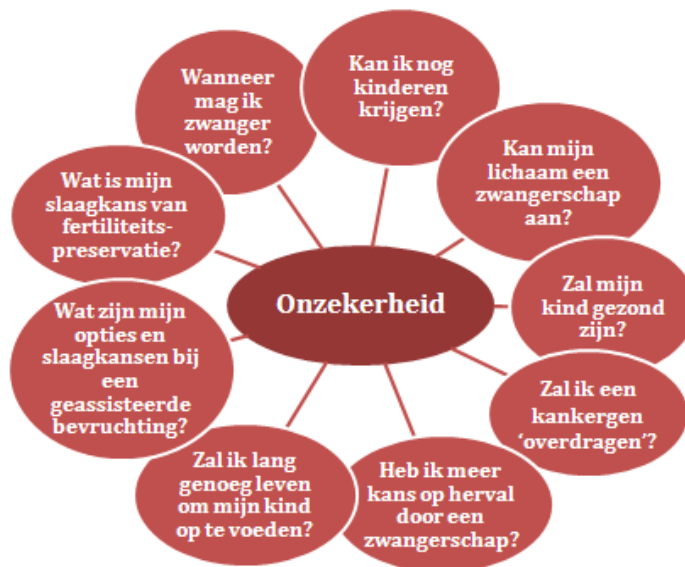 Onzekerheid
Kan ik nog
kinderen
krijgen?
Kan mijn
lichaam een
zwangerschap
aan?
Zal mijn
kind gezond
zijn?
Zal ik een
kankergen
‘overdragen’?
Heb ik meer
kans op herval
door een
zwangerschap?
Zal ik lang
genoeg leven
om mijn kind
op te voeden?
Wat zijn mijn
opties en
slaagkansen bij
een
geassisteerde
bevruchting?
Wat is mijn
slaagkans van
fertiliteits-
preservatie?
Wanneer
mag ik
zwanger
worden?